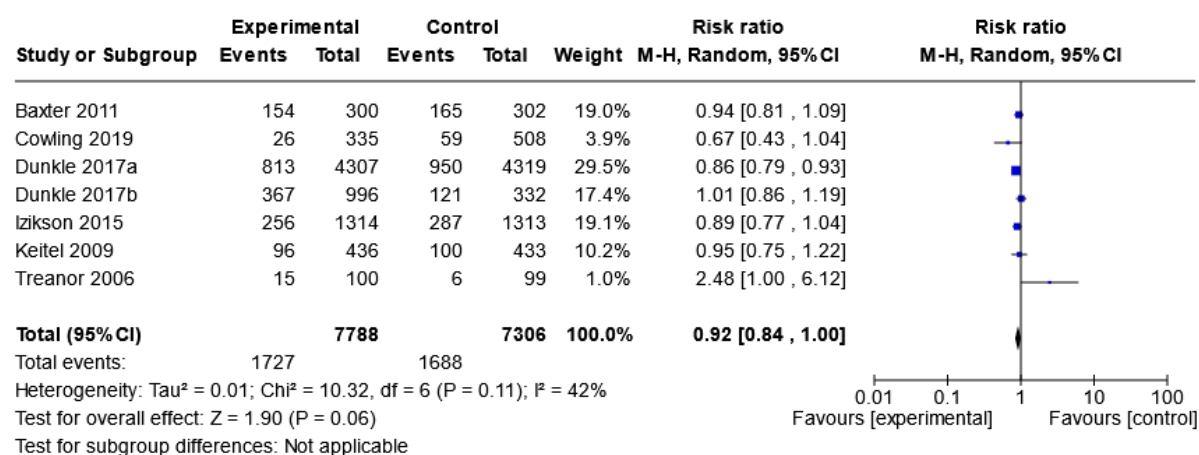 Experimental Control Risk ratio Risk ratio
Study or Subgroup Events Total Events Total Weight M-H, Random, 95% CI M-H, Random, 95% CI
Baxter 2011 154 300 165 302 19.0% 0.94 [0.81 , 1.09]
Cowling 2019 26 335 59 508 3.9% 0.67 [0.43 , 1.04]
Dunkle 2017a 813 4307 950 4319 29.5% 0.86 [0.79 , 0.93]
Dunkle 2017b 367 996 121 332 17.4% 1.01 [0.86 , 1.19]
Izikson 2015 256 1314 287 1313 19.1% 0.89 [0.77 , 1.04]
Keitel 2009 96 436 100 433 10.2% 0.95 [0.75 , 1.22]
Treanor 2006 15 100 6 99 1.0% 2.48 [1.00 , 6.12]
Total (95% CI) 7788 7306 100.0% 0.92 [0.84 , 1.00]
Total events: 1727 1688
Heterogeneity: Tau² = 0.01; Chi² = 10.32, df = 6 (P = 0.11); I² = 42%
Test for overall effect: Z = 1.90 (P = 0.06)
Test for subgroup differences: Not applicable
0.01 0.1 1 10 100
Favours [experimental] Favours [control]